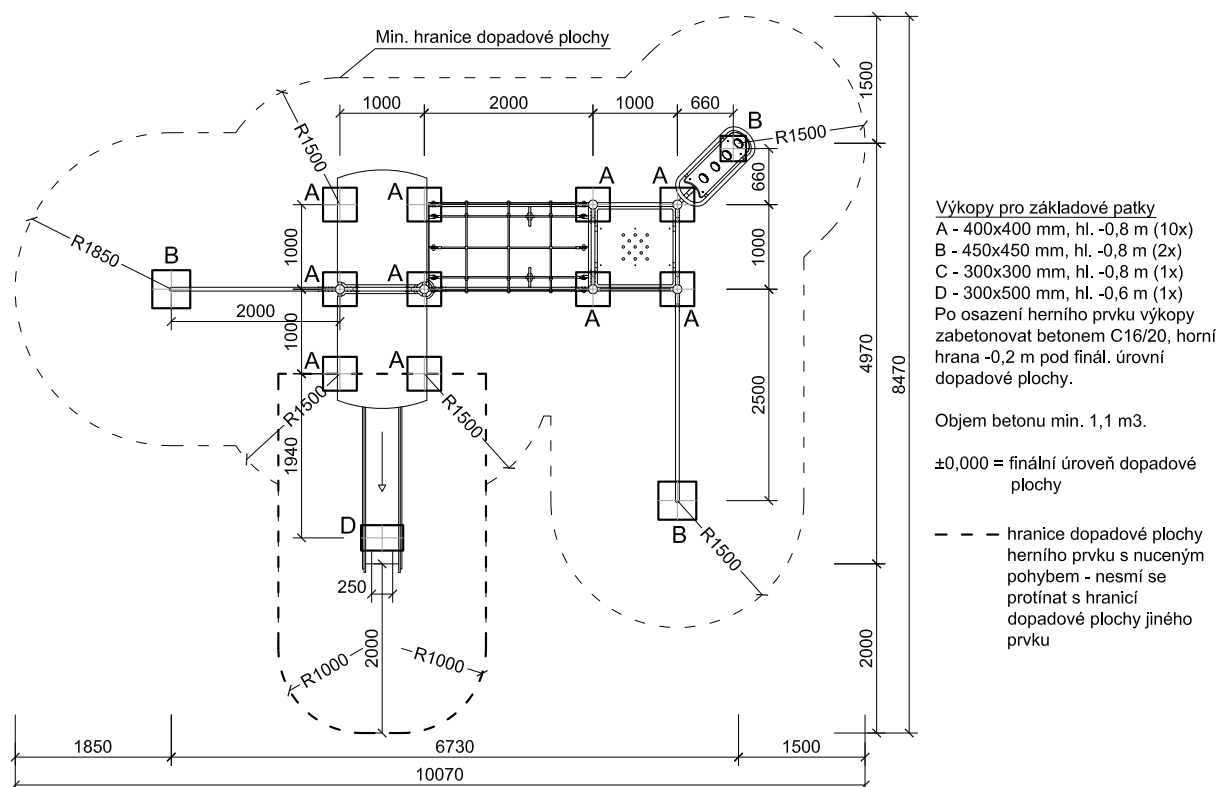 Min. hranice dopadové plochy
1000
2000
1000
660
1500
R1500
B
R1500
660
A
A
A
A
R1850
1000
B
1000
Výkopy pro základové patky
A - 400x400 mm, hl. -0,8 m (10x)
B - 450x450 mm, hl. -0,8 m (2x)
C - 300x300 mm, hl. -0,8 m (1x)
D - 300x500 mm, hl. -0,6 m (1x)
Po osazení herního prvku výkopy
zabetonovat betonem C16/20, horní
hrana -0,2 m pod finál. úrovní
dopadové plochy.
Objem betonu min. 1,1 m3.
±0,000 = finální úroveň dopadové
plochy
hranice dopadové plochy
herního prvku s nuceným
pohybem - nesmí se
protínat s hranicí
dopadové plochy jiného
prvku
A
A
2000
1000
A
A
A
A
4970
8470
2500
R1500
R1500
1940
D
B
R1500
250
2000
R1000
R1000
2000
1850
6730
1500
10070